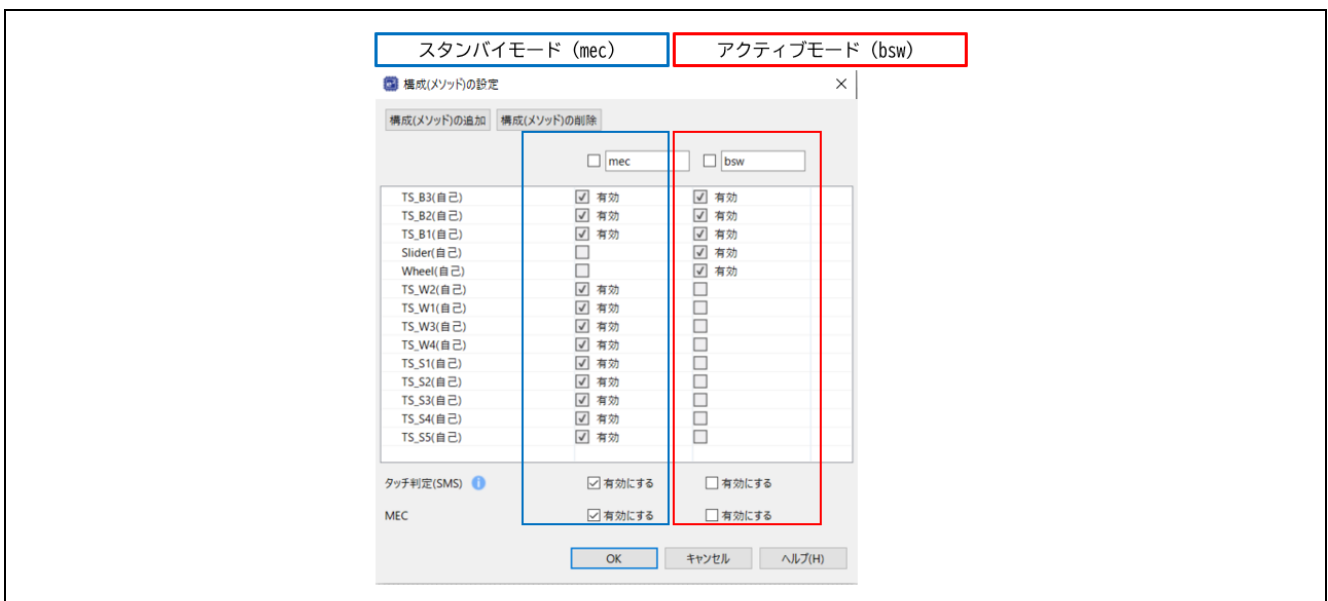 スタンバイモード (mec) アクティブモード (bsw)
構成(メソッド)の設定
構成(メソッド)の追加 構成(メソッド)の削除
mec bsw
TS_B3(自己) 有効 有効
TS_B2(自己) 有効 有効
TS_B1(自己) 有効 有効
Slider(自己) 有効
Wheel(自己) 有効
TS_W2(自己) 有効
TS_W1(自己) 有効
TS_W3(自己) 有効
TS_W4(自己) 有効
TS_S1(自己) 有効
TS_S2(自己) 有効
TS_S3(自己) 有効
TS_S4(自己) 有効
TS_S5(自己) 有効
タッチ判定(SMS) 有効にする 有効にする
MEC 有効にする 有効にする
OK キャンセル ヘルプ(H)